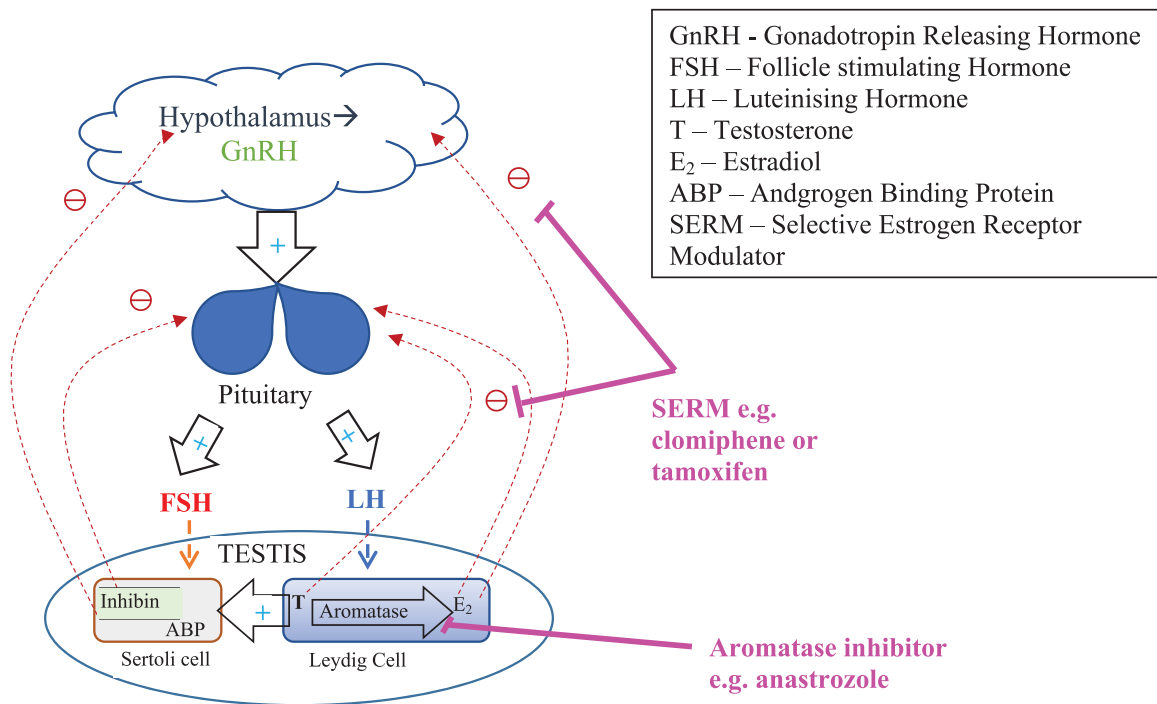 GnRH - Gonadotropin Releasing Hormone
FSH – Follicle stimulating Hormone
LH – Luteinising Hormone
T – Testosterone
E₂ – Estradiol
ABP – Andgrogen Binding Protein
SERM – Selective Estrogen Receptor
Modulator
Hypothalamus→
GnRH
⊖
⊖
+
⊖
Pituitary
⊖
SERM e.g.
clomiphene or
tamoxifen
+
+
FSH
LH
TESTIS
Inhibin
ABP
+
T
Aromatase
E₂
Sertoli cell
Leydig Cell
Aromatase inhibitor
e.g. anastrozole